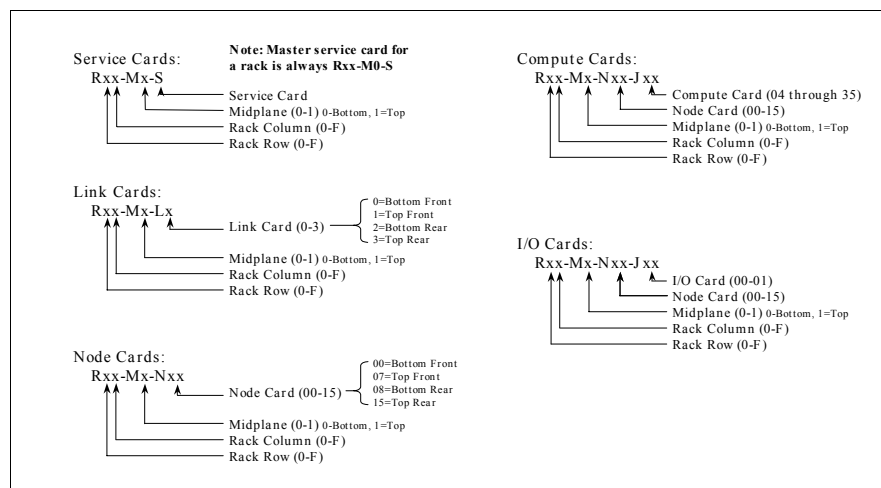 Service Cards:
Note: Master service card for
a rack is always Rxx-M0-S
Rxx-Mx-S
Service Card
Midplane (0-1) 0-Bottom, 1=Top
Rack Column (0-F)
Rack Row (0-F)
Link Cards:
Rxx-Mx-Lx
Link Card (0-3)
0=Bottom Front
1=Top Front
2=Bottom Rear
3=Top Rear
Midplane (0-1) 0-Bottom, 1=Top
Rack Column (0-F)
Rack Row (0-F)
Node Cards:
Rxx-Mx-Nxx
Node Card (00-15)
00=Bottom Front
07=Top Front
08=Bottom Rear
15=Top Rear
Midplane (0-1) 0-Bottom, 1=Top
Rack Column (0-F)
Rack Row (0-F)
Compute Cards:
Rxx-Mx-Nxx-Jxx
Compute Card (04 through 35)
Node Card (00-15)
Midplane (0-1) 0-Bottom, 1=Top
Rack Column (0-F)
Rack Row (0-F)
I/O Cards:
Rxx-Mx-Nxx-Jxx
I/O Card (00-01)
Node Card (00-15)
Midplane (0-1) 0-Bottom, 1=Top
Rack Column (0-F)
Rack Row (0-F)